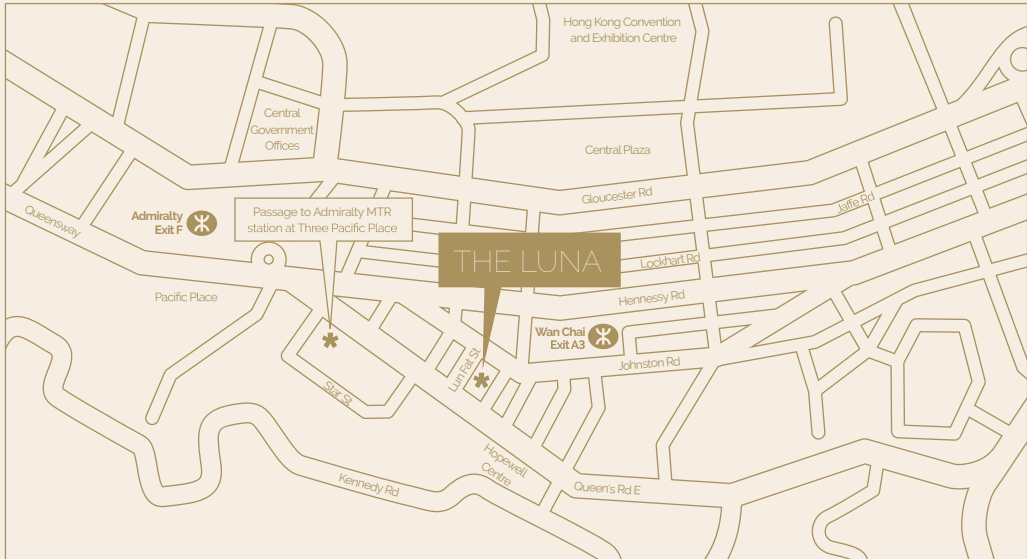 Hong Kong Convention
and Exhibition Centre
Central
Government
Offices
Central Plaza
Gloucester Rd
Jaffe Rd
Queensway
Admiralty
Exit F
Passage to Admiralty MTR
station at Three Pacific Place
THE LUNA
Lockhart Rd
Pacific Place
Hennessy Rd
Wan Chai
Exit A3
Johnston Rd
Lun Fat St
Star St
Hopewell
Centre
Kennedy Rd
Queen's Rd E